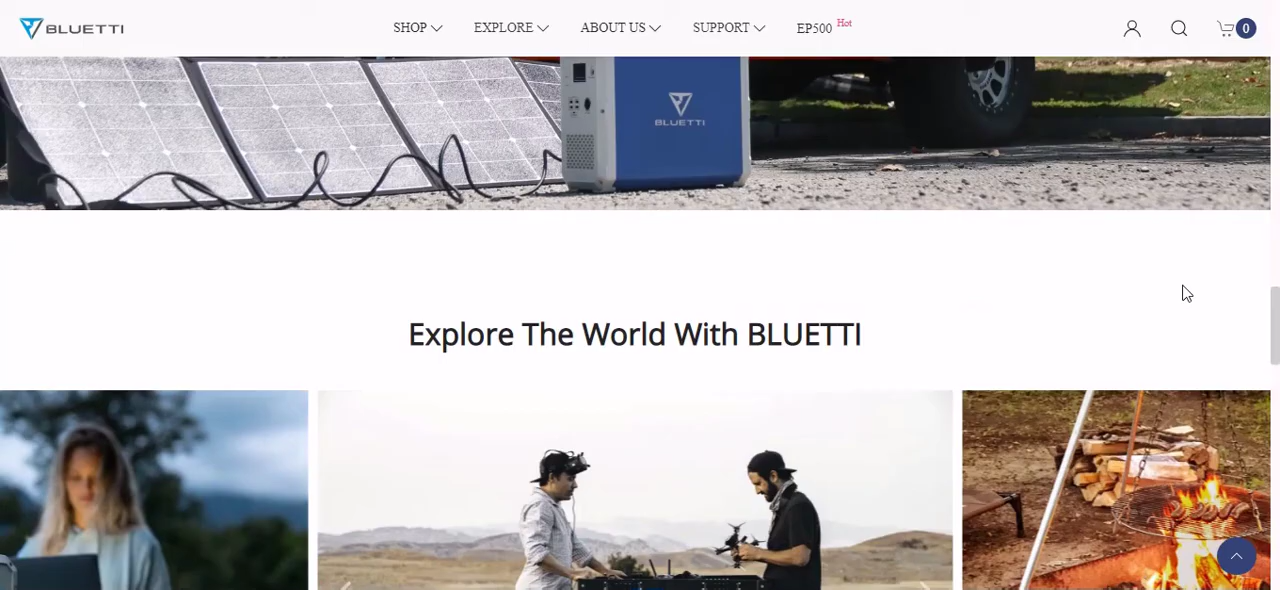 BLUETTI
SHOP EXPLORE ABOUT US SUPPORT EP500 Hot
0
BLUETTI
Explore The World With BLUETTI